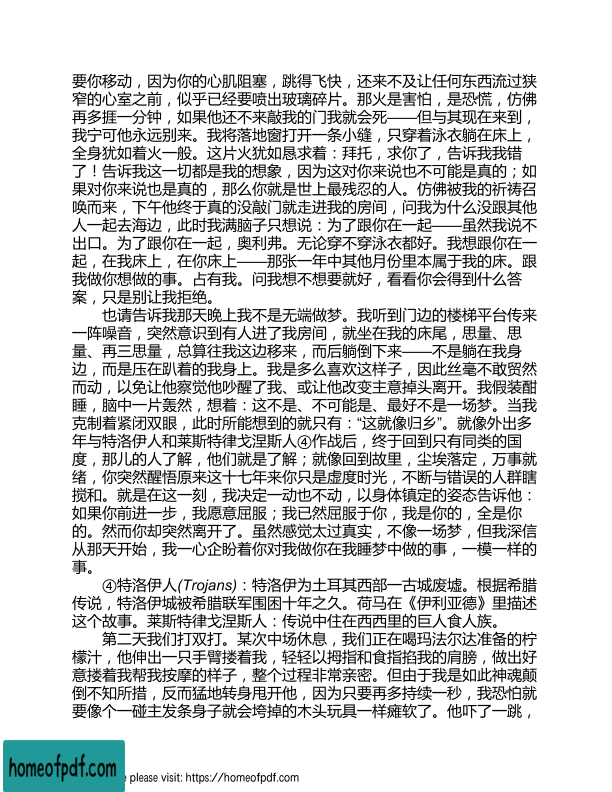 要你移动，因为你的心肌阻塞，跳得飞快，还来不及让任何东西流过狭
窄的心室之前，似乎已经要喷出玻璃碎片。那火是害怕，是恐慌，仿佛
再多捱一分钟，如果他还不来敲我的门我就会死——但与其现在来到，
我宁可他永远别来。我将落地窗打开一条小缝，只穿着泳衣躺在床上，
全身犹如着火一般。这片火犹如恳求着：拜托，求你了，告诉我我错
了！告诉我这一切都是我的想象，因为这对你来说也不可能是真的；如
果对你来说也是真的，那么你就是世上最残忍的人。仿佛被我的祈祷召
唤而来，下午他终于真的没敲门就走进我的房间，问我为什么没跟其他
人一起去海边，此时我满脑子只想说：为了跟你在一起——虽然我说不
出口。为了跟你在一起，奥利弗。无论穿不穿泳衣都好。我想跟你在一
起，在我床上，在你床上——那张一年中其他月份里本属于我的床。跟
我做你想做的事。占有我。问我想不想要就好，看看你会得到什么答
案，只是别让我拒绝。
也请告诉我那天晚上我不是无端做梦。我听到门边的楼梯平台传来
一阵噪音，突然意识到有人进了我房间，就坐在我的床尾，思量、思
量、再三思量，总算往我这边移来，而后躺倒下来——不是躺在我身
边，而是压在趴着的我身上。我是多么喜欢这样子，因此丝毫不敢贸然
而动，以免让他察觉他吵醒了我、或让他改变主意掉头离开。我假装酣
睡，脑中一片轰然，想着：这不是、不可能是、最好不是一场梦。当我
克制着紧闭双眼，此时所能想到的就只有：“这就像归乡”。就像外出多
年与特洛伊人和莱斯特律戈涅斯人④作战后，终于回到只有同类的国
度，那儿的人了解，他们就是了解；就像回到故里，尘埃落定，万事就
绪，你突然醒悟原来这十七年来你只是虚度时光，不断与错误的人群瞎
搅和。就是在这一刻，我决定一动也不动，以身体镇定的姿态告诉他：
如果你前进一步，我愿意屈服；我已然屈服于你，我是你的，全是你
的。然而你却突然离开了。虽然感觉太过真实，不像一场梦，但我深信
从那天开始，我一心企盼着你对我做你在我睡梦中做的事，一模一样的
事。
④特洛伊人(Trojans)：特洛伊为土耳其西部一古城废墟。根据希腊
传说，特洛伊城被希腊联军围困十年之久。荷马在《伊利亚德》里描述
这个故事。莱斯特律戈涅斯人：传说中住在西西里的巨人食人族。
第二天我们打双打。某次中场休息，我们正在喝玛法尔达准备的柠
檬汁，他伸出一只手臂搂着我，轻轻以拇指和食指掐我的肩膀，做出好
意搂着我帮我按摩的样子，整个过程非常亲密。但由于我是如此神魂颠
倒不知所措，反而猛地转身甩开他，因为只要再多持续一秒，我恐怕就
要像个一碰主发条身子就会垮掉的木头玩具一样瘫软了。他吓了一跳，
homeofpdf.com
e please visit: https://homeofpdf.com